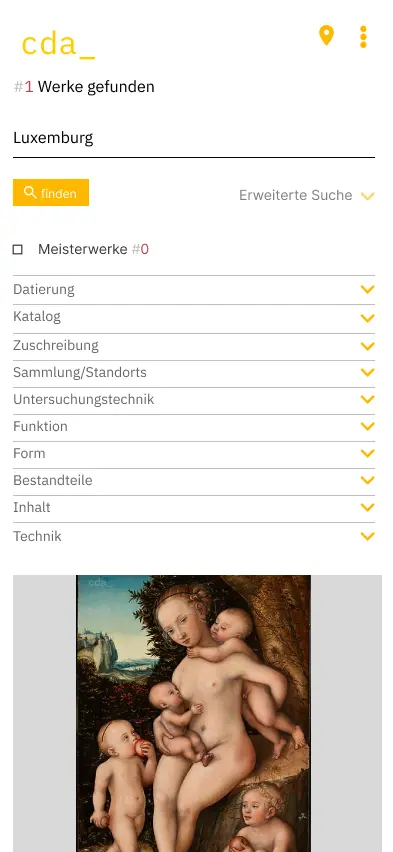 cda_
#1 Werke gefunden
Luxemburg
finden
Erweiterte Suche
Meisterwerke #0
Datierung
Katalog
Zuschreibung
Sammlung/Standorts
Untersuchungstechnik
Funktion
Form
Bestandteile
Inhalt
Technik
cda_